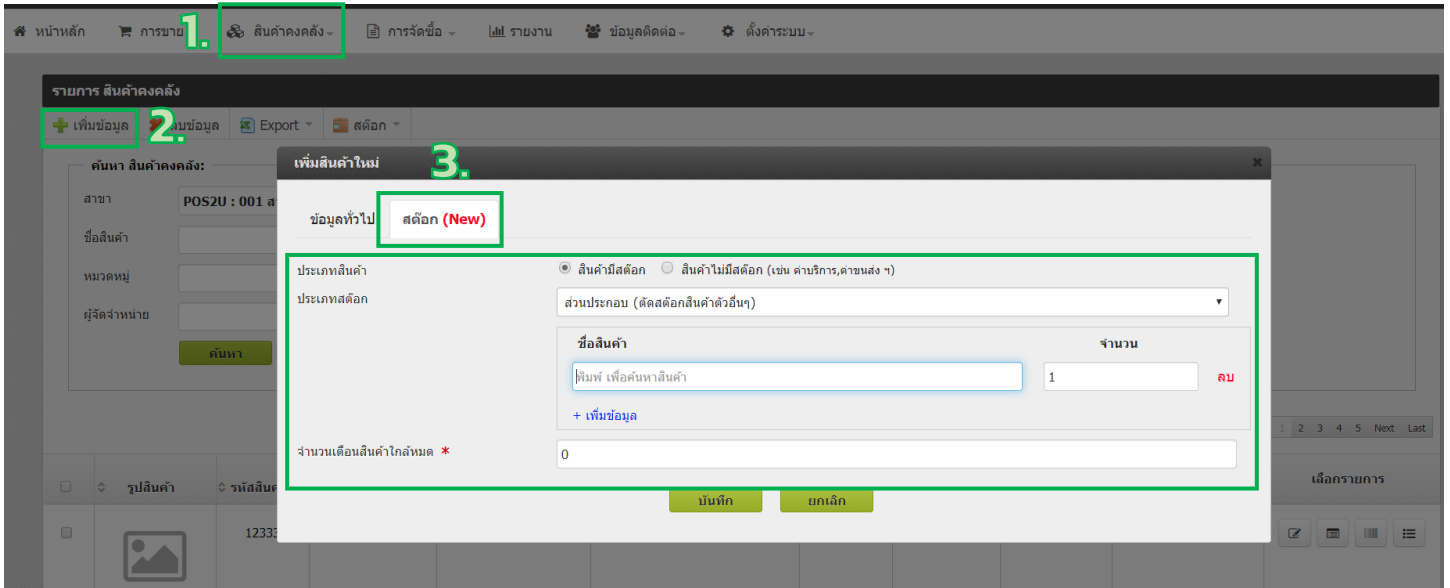 หน้าหลัก การขาย 1. สินค้าคงคลัง การจัดซื้อ รายงาน ข้อมูลติดต่อ ตั้งค่าระบบ
รายการ สินค้าคงคลัง
เพิ่มข้อมูล 2. Export สต๊อก
ค้นหา สินค้าคงคลัง:
เพิ่มสินค้าใหม่ 3.
สาขา POS2U : 001
ข้อมูลทั่วไป สต๊อก (New)
ชื่อสินค้า
ประเภทสินค้า สินค้ามีสต๊อก สินค้าไม่มีสต๊อก (เช่น ค่าบริการ,ค่าขนส่ง ฯ)
หมวดหมู่
ประเภทสต๊อก ส่วนประกอบ (ตัดสต๊อกสินค้าตัวอื่นๆ)
ผู้จัดจำหน่าย
ชื่อสินค้า จำนวน
ค้นหา
พิมพ์ เพื่อค้นหาสินค้า 1 ลบ
+ เพิ่มข้อมูล
1 2 3 4 5 Next Last
จำนวนเตือนสินค้าใกล้หมด * 0
รูปสินค้า รหัสสินค้า เลือกรายการ
บันทึก ยกเลิก
12333